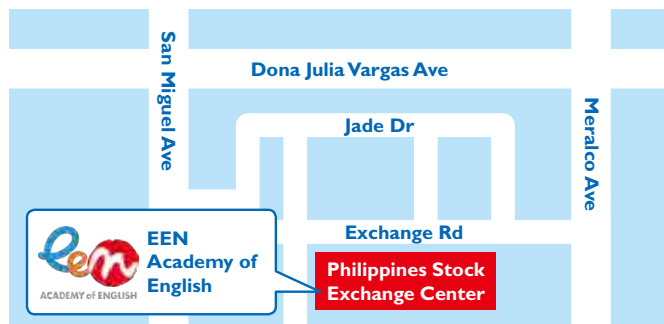 San Miguel Ave
Dona Julia Vargas Ave
Jade Dr
Meralco Ave
Exchange Rd
een
ACADEMY of ENGLISH
EEN
Academy of
English
Philippines Stock
Exchange Center